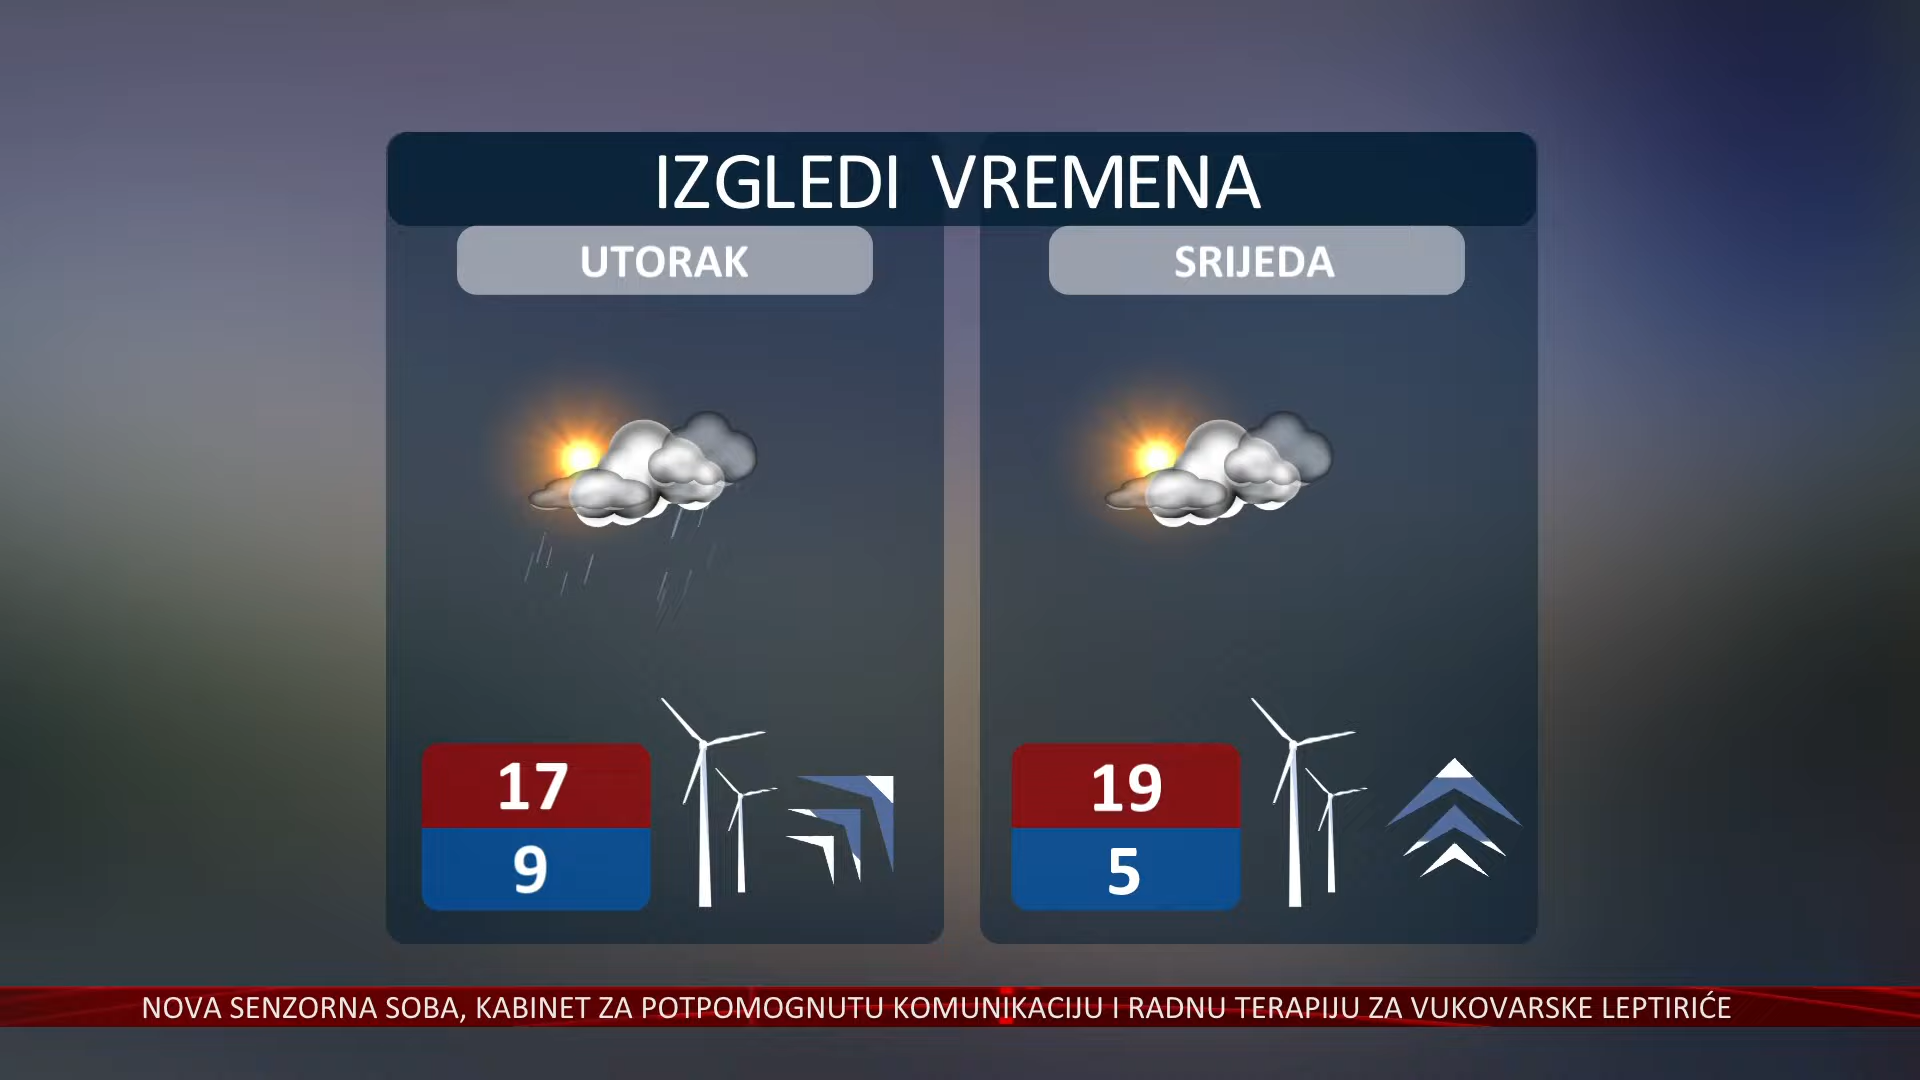 IZGLEDI VREMENA
UTORAK
SRIJEDA
17
9
19
5
NOVA SENZORNA SOBA, KABINET ZA POTPOMOGNUTU KOMUNIKACIJU I RADNU TERAPIJU ZA VUKOVARSKE LEPTIRIĆE